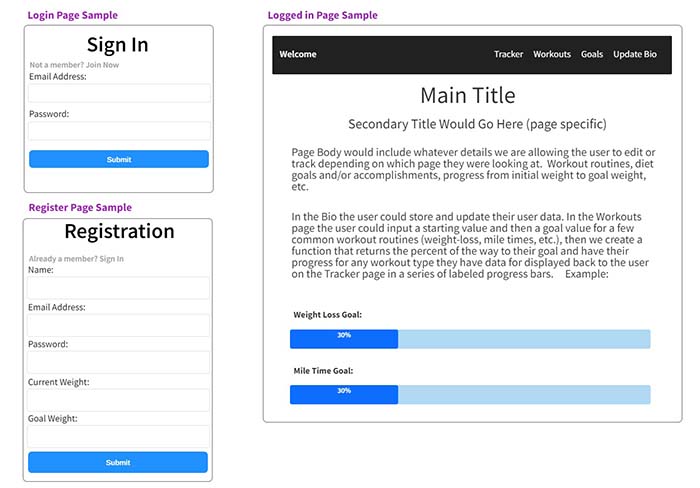 Login Page Sample
Sign In
Not a member? Join Now
Email Address:
Password:
Submit
Register Page Sample
Registration
Already a member? Sign In
Name:
Email Address:
Password:
Current Weight:
Goal Weight:
Submit
Logged in Page Sample
Welcome Tracker Workouts Goals Update Bio
Main Title
Secondary Title Would Go Here (page specific)
Page Body would include whatever details we are allowing the user to edit or
track depending on which page they were looking at. Workout routines, diet
goals and/or accomplishments, progress from initial weight to goal weight,
etc.
In the Bio the user could store and update their user data. In the Workouts
page the user could input a starting value and then a goal value for a few
common workout routines (weight-loss, mile times, etc.), then we create a
function that returns the percent of the way to their goal and have their
progress for any workout type they have data for displayed back to the user
on the Tracker page in a series of labeled progress bars. Example:
Weight Loss Goal:
30%
Mile Time Goal:
30%